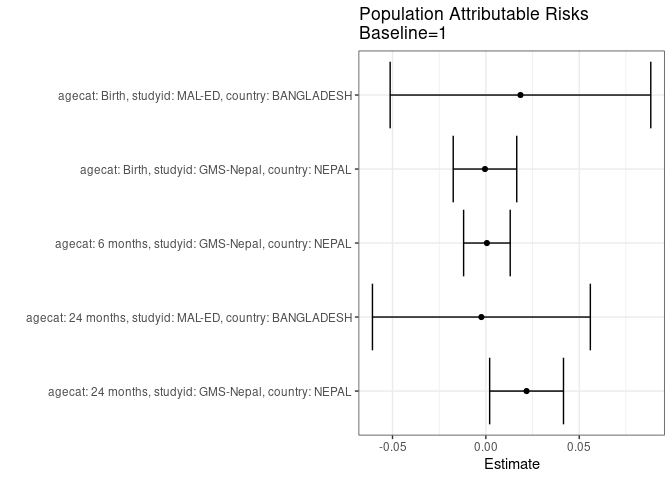 Population Attributable Risks
Baseline=1
agecat: Birth, studyid: MAL-ED, country: BANGLADESH
agecat: Birth, studyid: GMS-Nepal, country: NEPAL
agecat: 6 months, studyid: GMS-Nepal, country: NEPAL
agecat: 24 months, studyid: MAL-ED, country: BANGLADESH
agecat: 24 months, studyid: GMS-Nepal, country: NEPAL
-0.05 0.00 0.05
Estimate